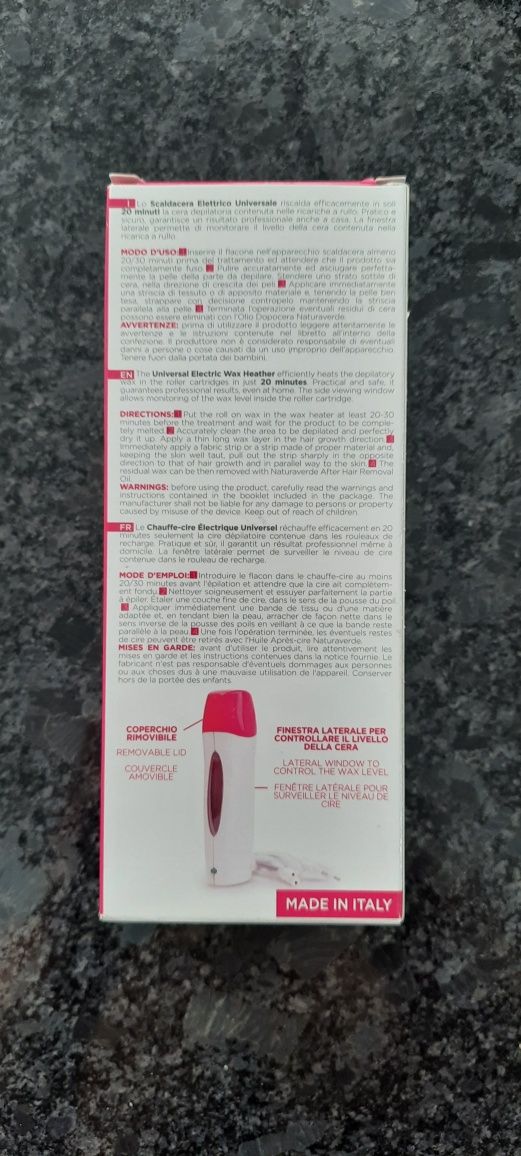 I Lo Scaldacera Elettrico Universale riscalda efficacemente in soli
20 minuti la cera depilatoria contenuta nelle ricariche a rullo. Pratico e
sicuro, garantisce un risultato professionale anche a casa. La finestra
laterale permette di monitorare il livello della cera contenuta nella
ricarica a rullo.
MODO D'USO: 1 Inserire il flacone nell'apparecchio scaldacera almeno
20/30 minuti prima del trattamento ed attendere che il prodotto sia
completamente fuso. 2 Pulire accuratamente ed asciugare perfetta-
mente la pelle della parte da depilare. Stendere uno strato sottile di
cera, nella direzione di crescita dei peli. 3 Applicare immediatamente
una striscia di tessuto o di apposito materiale e, tenendo la pelle ben
tesa, strappare con decisione contropelo mantenendo la striscia
parallela alla pelle. 4 Terminata l'operazione eventuali residui di cera
possono essere eliminati con l'Olio Dopocera Naturaverde.
AVVERTENZE: prima di utilizzare il prodotto leggere attentamente le
avvertenze e le istruzioni contenute nel libretto all'interno della
confezione. Il produttore non è considerato responsabile di eventuali
danni a persone o cose causati da un uso improprio dell'apparecchio.
Tenere fuori dalla portata dei bambini.
EN The Universal Electric Wax Heather efficiently heats the depilatory
wax in the roller cartridges in just 20 minutes. Practical and safe, it
guarantees professional results, even at home. The side viewing window
allows monitoring of the wax level inside the roller cartridge.
DIRECTIONS: 1 Put the roll on wax in the wax heater at least 20-30
minutes before the treatment and wait for the product to be comple-
tely melted. 2 Accurately clean the area to be depilated and perfectly
dry it up. Apply a thin long wax layer in the hair growth direction. 3
Immediately apply a fabric strip or a strip made of proper material and,
keeping the skin well taut, pull out the strip sharply in the opposite
direction to that of hair growth and in parallel way to the skin. 4 The
residual wax can be then removed with Naturaverde After Hair Removal
Oil.
WARNINGS: before using the product, carefully read the warnings and
instructions contained in the booklet included in the package. The
manufacturer shall not be liable for any damage to persons or property
caused by misuse of the device. Keep out of reach of children.
FR Le Chauffe-cire Électrique Universel réchauffe efficacement en 20
minutes seulement la cire dépilatoire contenue dans les rouleaux de
recharge. Pratique et sûr, il garantit un résultat professionnel même à
domicile. La fenêtre latérale permet de surveiller le niveau de cire
contenue dans le rouleau de recharge.
MODE D'EMPLOI: 1 Introduire le flacon dans le chauffe-cire au moins
20/30 minutes avant l'épilation et attendre que la cire ait complètem-
ent fondu. 2 Nettoyer soigneusement et essuyer parfaitement la partie
à épiler. Étaler une couche fine de cire, dans le sens de la pousse du poil.
3 Appliquer immédiatement une bande de tissu ou d'une matière
adaptée et, en tendant bien la peau, arracher de façon nette dans le
sens inverse de la pousse des poils en veillant à ce que la bande reste
parallèle à la peau. 4 Une fois l'opération terminée, les éventuels restes
de cire peuvent être retirés avec l'Huile Après-cire Naturaverde.
MISES EN GARDE: avant d'utiliser le produit, lire attentivement les
mises en garde et les instructions contenues dans la notice fournie. Le
fabricant n'est pas responsable d'éventuels dommages aux personnes
ou aux choses dus à une mauvaise utilisation de l'appareil. Conserver
hors de la portée des enfants.
COPERCHIO
RIMOVIBILE
REMOVABLE LID
COUVERCLE
AMOVIBLE
FINESTRA LATERALE PER
CONTROLLARE IL LIVELLO
DELLA CERA
LATERAL WINDOW TO
CONTROL THE WAX LEVEL
FENÊTRE LATÉRALE POUR
SURVEILLER LE NIVEAU DE
CIRE
MADE IN ITALY